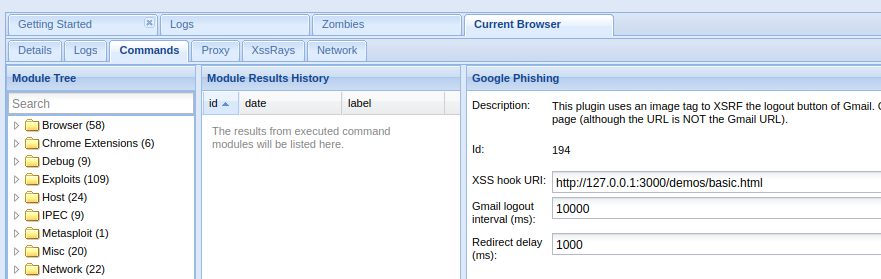 Getting Started Logs Zombies Current Browser
Details Logs Commands Proxy XssRays Network
Module Tree
Search
Browser (58)
Chrome Extensions (6)
Debug (9)
Exploits (109)
Host (24)
IPEC (9)
Metasploit (1)
Misc (20)
Network (22)
Module Results History
id date label
The results from executed command
modules will be listed here.
Google Phishing
Description: This plugin uses an image tag to XSRF the logout button of Gmail.
page (although the URL is NOT the Gmail URL).
Id: 194
XSS hook URI: http://127.0.0.1:3000/demos/basic.html
Gmail logout
interval (ms): 10000
Redirect delay
(ms): 1000